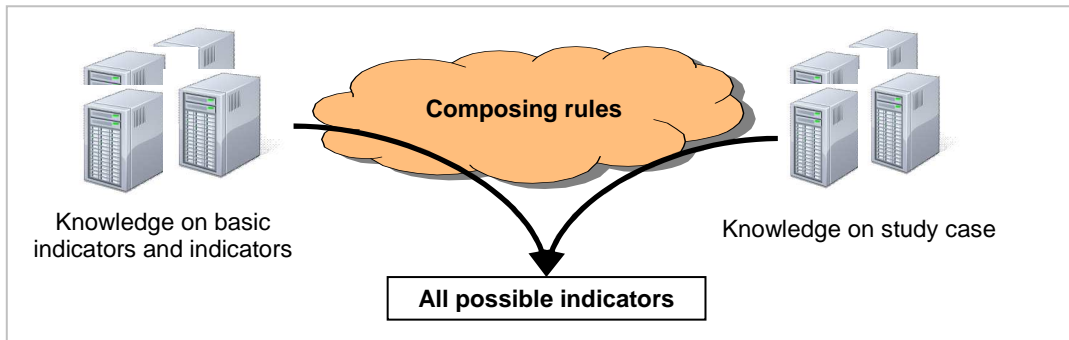 Composing rules
Knowledge on basic
indicators and indicators
Knowledge on study case
All possible indicators